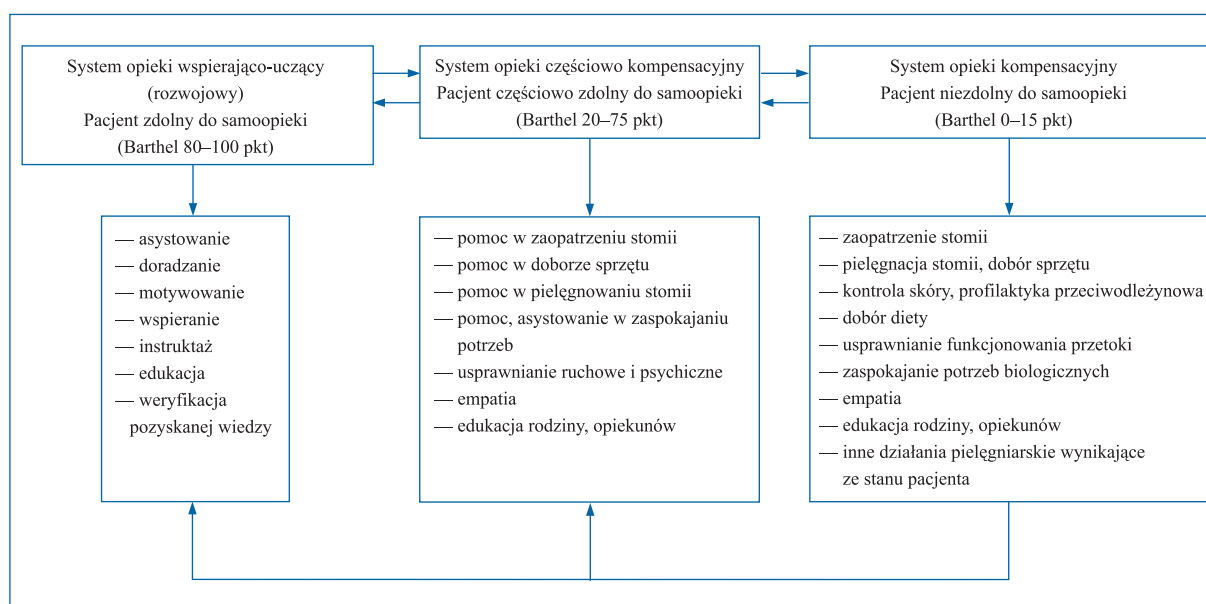 System opieki wspierająco-uczący
(rozwojowy)
Pacjent zdolny do samoopieki
(Barthel 80–100 pkt)
System opieki częściowo kompensacyjny
Pacjent częściowo zdolny do samoopieki
(Barthel 20–75 pkt)
System opieki kompensacyjny
Pacjent niezdolny do samoopieki
(Barthel 0–15 pkt)
— asystowanie
— doradzanie
— motywowanie
— wspieranie
— instruktaż
— edukacja
— weryfikacja
pozyskanej wiedzy
— pomoc w zaopatrzeniu stomii
— pomoc w doborze sprzętu
— pomoc w pielęgnowaniu stomii
— pomoc, asystowanie w zaspokajaniu
potrzeb
— usprawnianie ruchowe i psychiczne
— empatia
— edukacja rodziny, opiekunów
— zaopatrzenie stomii
— pielęgnacja stomii, dobór sprzętu
— kontrola skóry, profilaktyka przeciwodleżynowa
— dobór diety
— usprawnianie funkcjonowania przetoki
— zaspokajanie potrzeb biologicznych
— empatia
— edukacja rodziny, opiekunów
— inne działania pielęgniarskie wynikające
ze stanu pacjenta